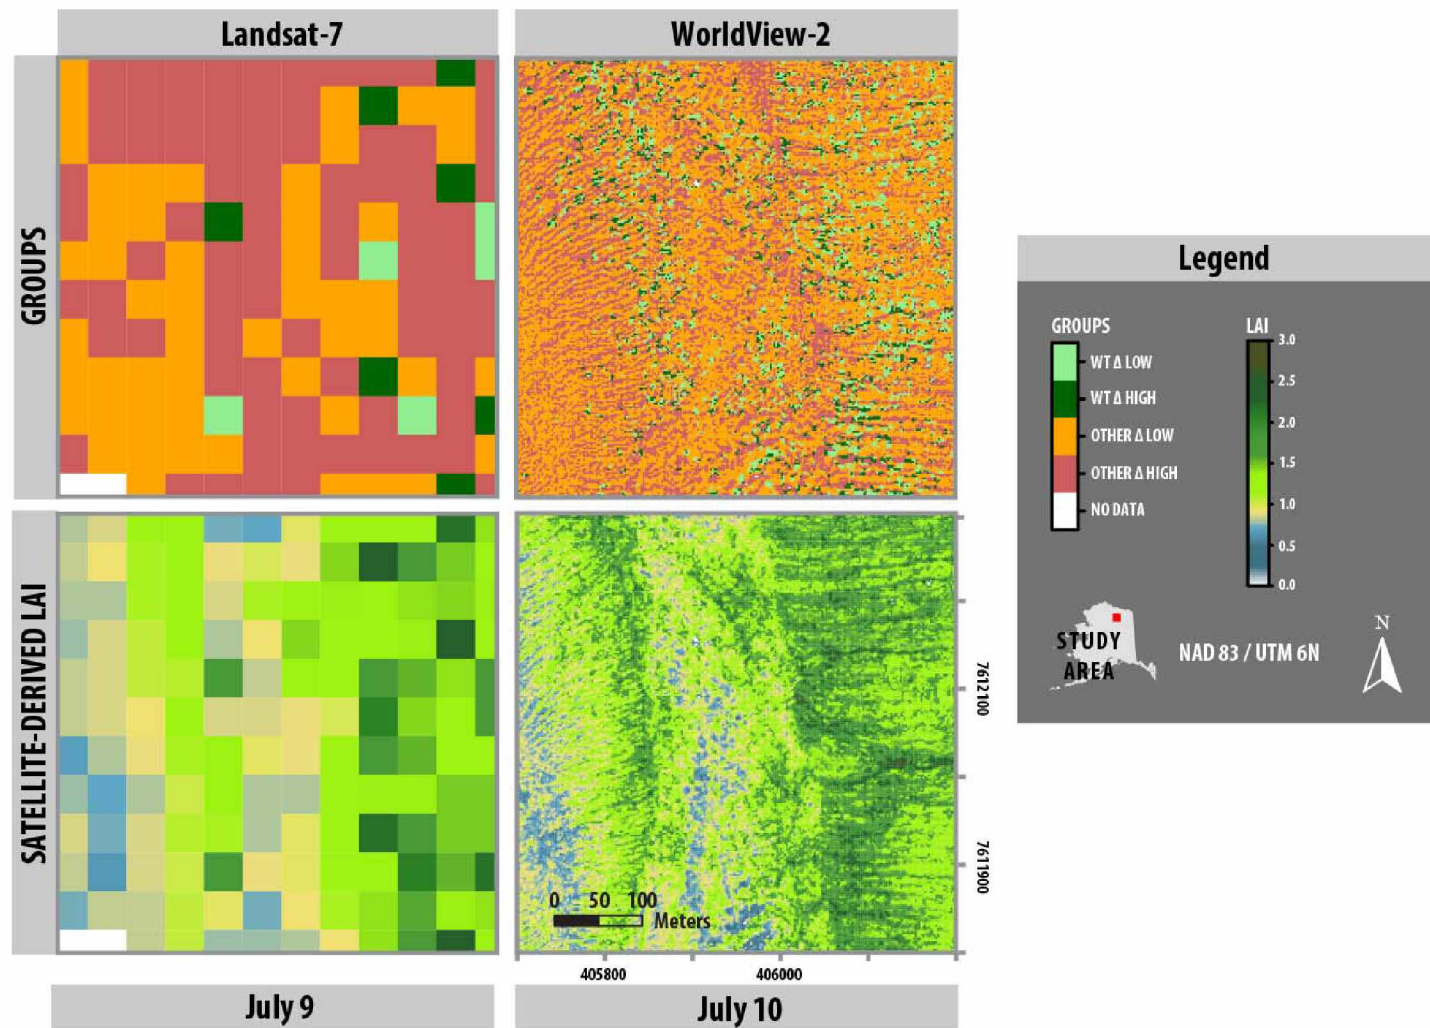 Landsat-7
WorldView-2
GROUPS
SATELLITE-DERIVED LAI
0 50 100
Meters
7612100
7611900
405800
406000
July 9
July 10
Legend
GROUPS
WT Δ LOW
WT Δ HIGH
OTHER Δ LOW
OTHER Δ HIGH
NO DATA
LAI
3.0
2.5
2.0
1.5
1.0
0.5
0.0
STUDY
AREA
NAD 83 / UTM 6N
N